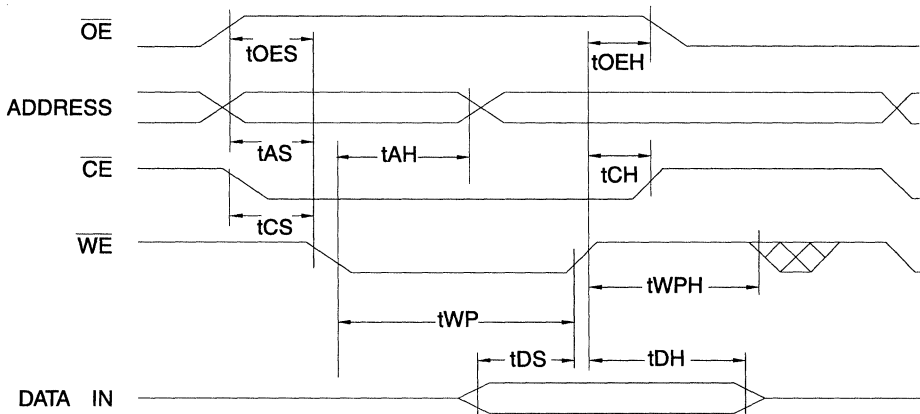 OE
tOES
tOEH
ADDRESS
tAS
tAH
CE
tCH
tCS
WE
tWPH
tWP
tDS
tDH
DATA IN